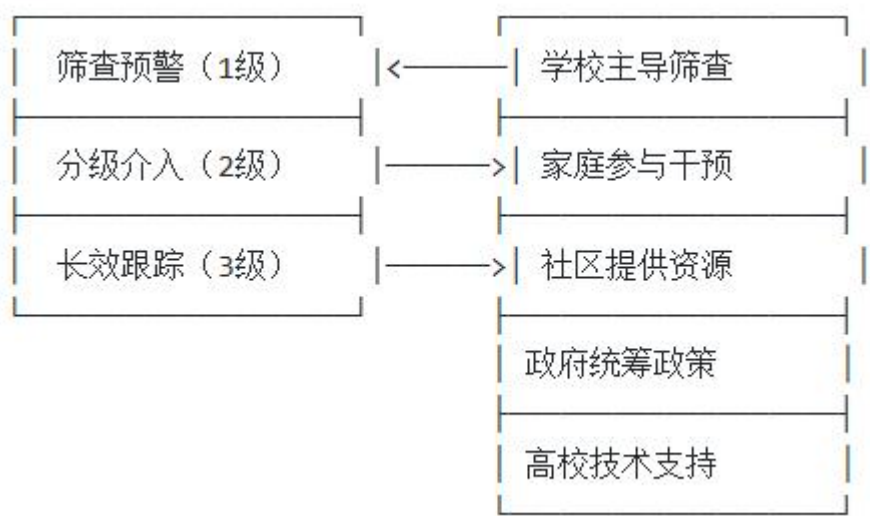 筛查预警（1级） 学校主导筛查
分级介入（2级） 家庭参与干预
长效跟踪（3级） 社区提供资源
政府统筹政策
高校技术支持